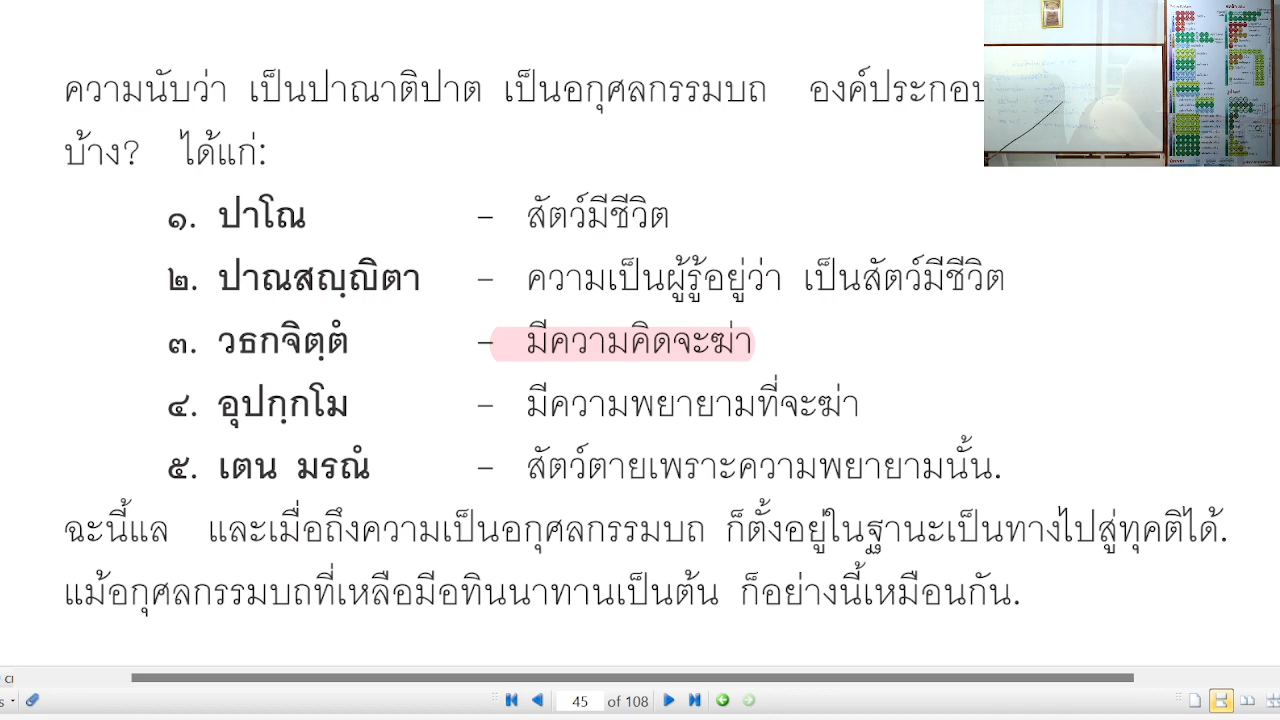 ความนับว่า เป็นปาณาติปาต เป็นอกุศลกรรมบถ องค์ประกอบ
บ้าง? ได้แก่:
๑. ปาโณ – สัตว์มีชีวิต
๒. ปาณสญฺญิตา – ความเป็นผู้รู้อยู่ว่า เป็นสัตว์มีชีวิต
๓. วธกจิตฺตํ – มีความคิดจะฆ่า
๔. อุปกฺกโม – มีความพยายามที่จะฆ่า
๕. เตน มรณํ – สัตว์ตายเพราะความพยายามนั้น.
ฉะนี้แล และเมื่อถึงความเป็นอกุศลกรรมบถ ก็ตั้งอยู่ในฐานะเป็นทางไปสู่ทุคติได้.
แม้อกุศลกรรมบถที่เหลือมีอทินนาทานเป็นต้น ก็อย่างนี้เหมือนกัน.
45 of 108